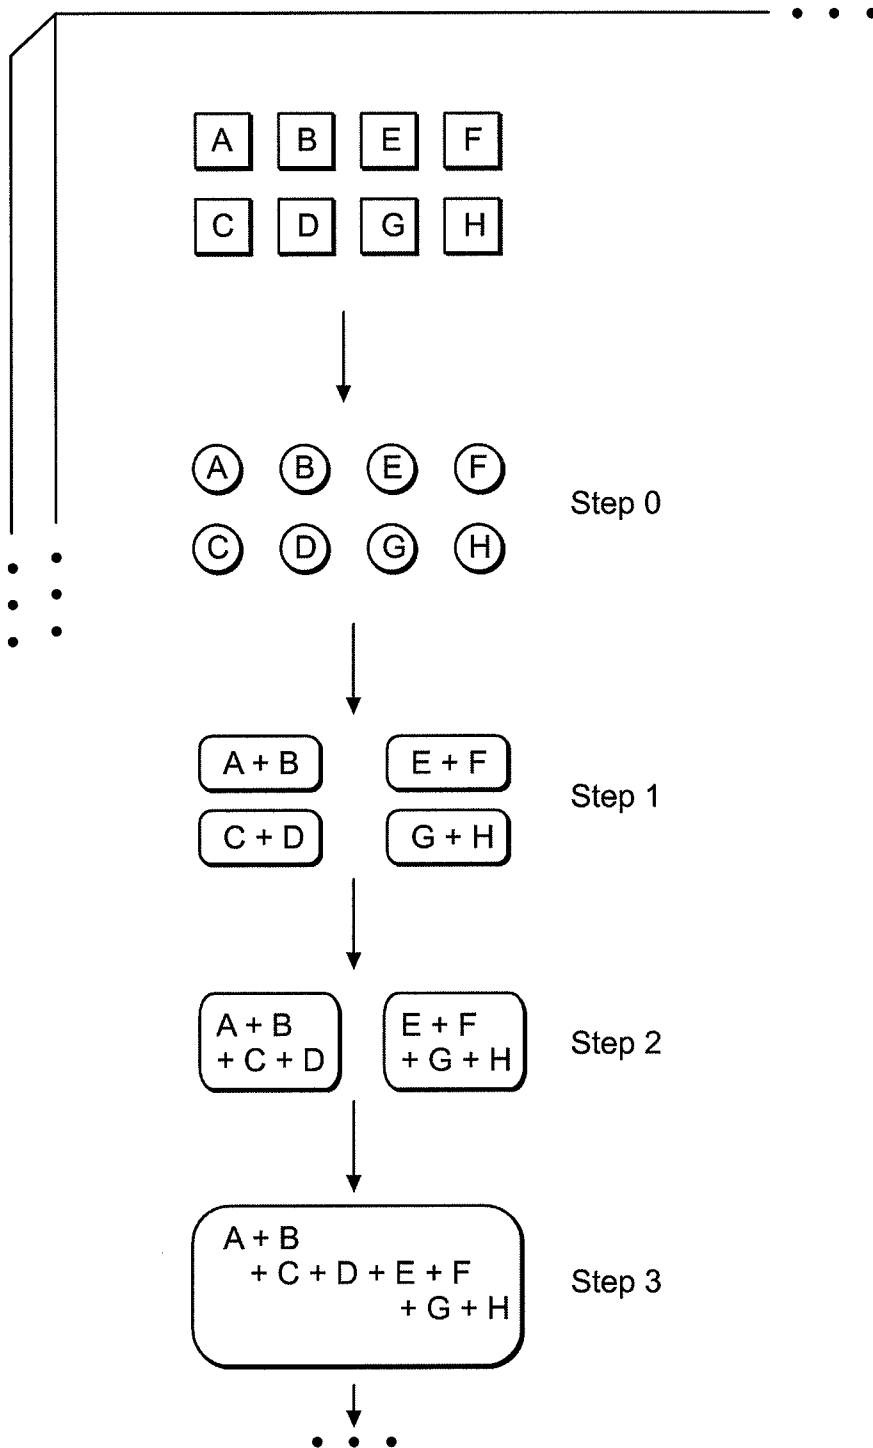 A B E F
C D G H
A B E F
Step 0
C D G H
A + B E + F
Step 1
C + D G + H
A + B E + F
Step 2
+ C + D + G + H
A + B
+ C + D + E + F
Step 3
+ G + H